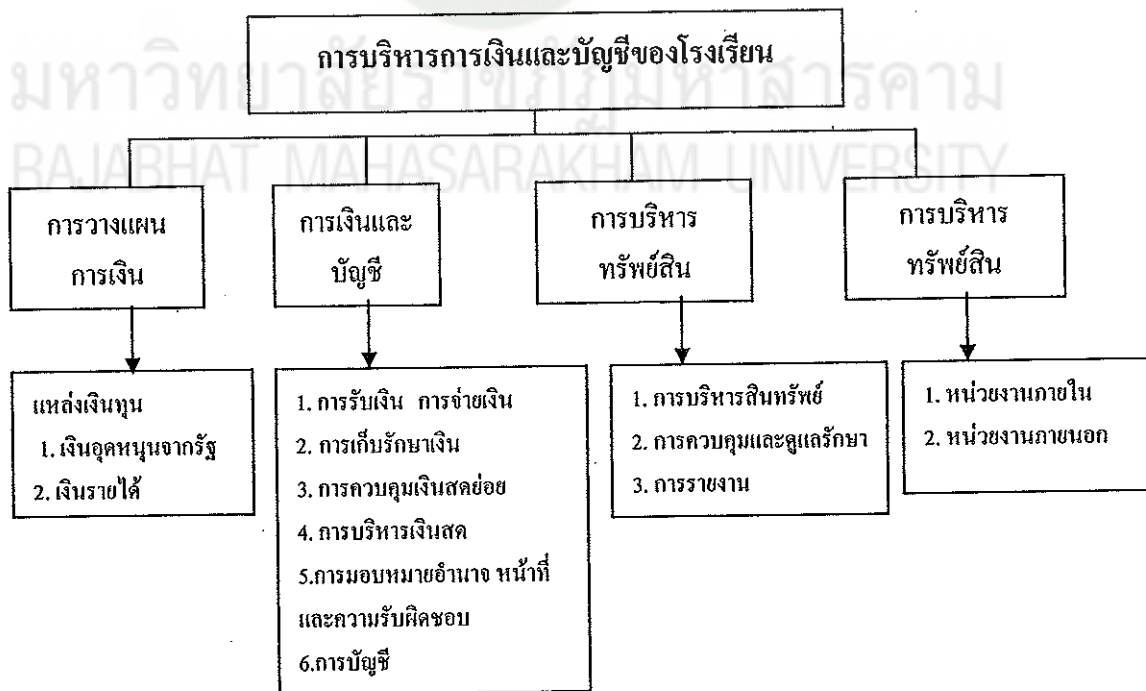 การบริหารการเงินและบัญชีของโรงเรียน
มหาวิทยาลัยราชภัฏมหาสารคาม
RAJABHAT MAHASARAKHAM UNIVERSITY
การวางแผน
การเงิน
การเงินและ
บัญชี
การบริหาร
ทรัพย์สิน
การบริหาร
ทรัพย์สิน
แหล่งเงินทุน
1. เงินอุดหนุนจากรัฐ
2. เงินรายได้
1. การรับเงิน การจ่ายเงิน
2. การเก็บรักษาเงิน
3. การควบคุมเงินสดย่อย
4. การบริหารเงินสด
5.การมอบหมายอำนาจ หน้าที่
และความรับผิดชอบ
6.การบัญชี
1. การบริหารสินทรัพย์
2. การควบคุมและดูแลรักษา
3. การรายงาน
1. หน่วยงานภายใน
2. หน่วยงานภายนอก